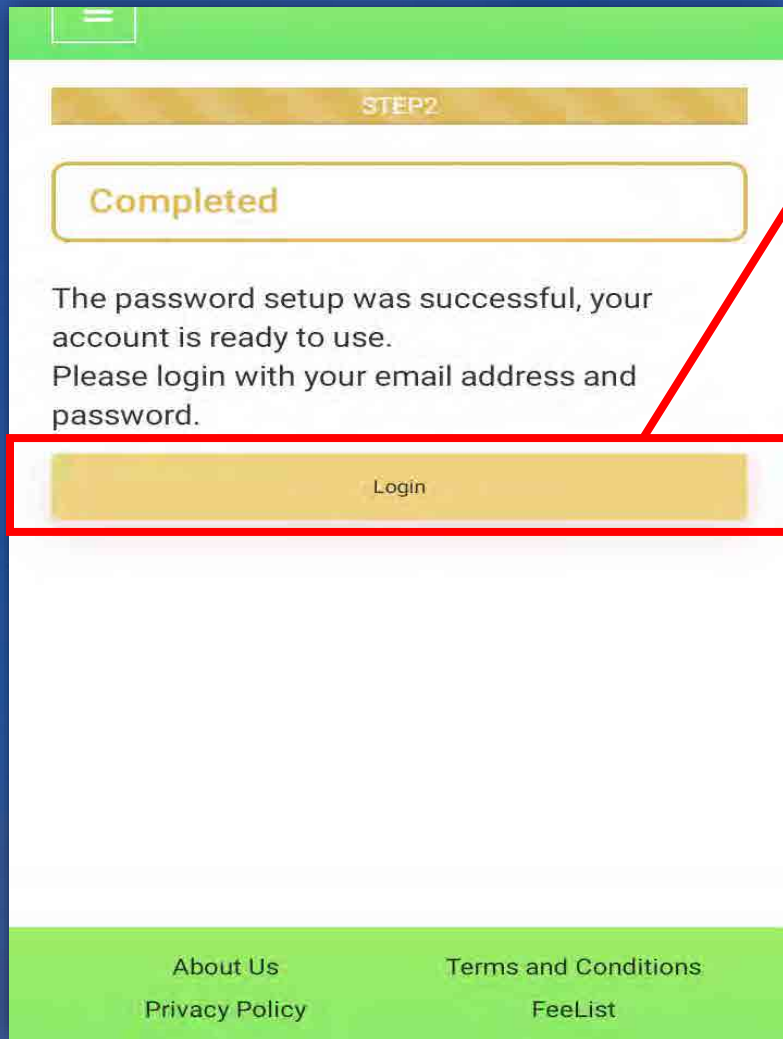 STEP2
Completed
The password setup was successful, your
account is ready to use.
Please login with your email address and
password.
Login
About Us
Terms and Conditions
Privacy Policy
FeeList